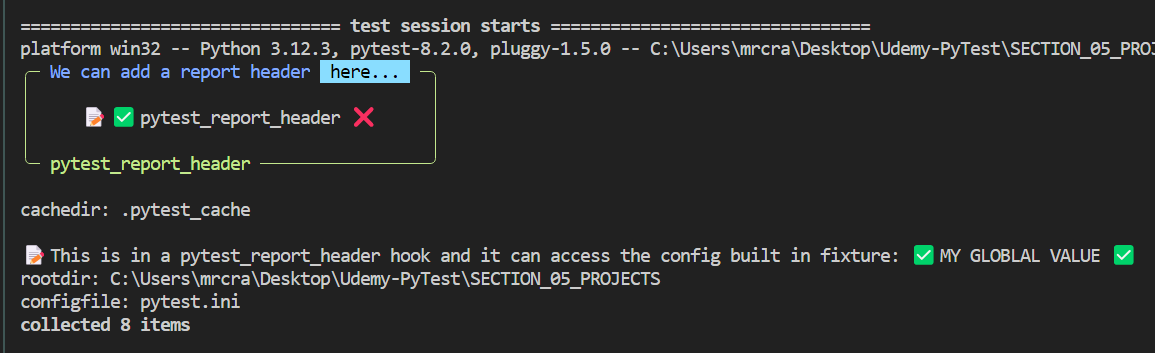 ================================ test session starts ================================
platform win32 -- Python 3.12.3, pytest-8.2.0, pluggy-1.5.0 -- C:\Users\mrcra\Desktop\Udemy-PyTest\SECTION_05_PROJ
We can add a report header here...
📝 ✅ pytest_report_header ❌
pytest_report_header
cachedir: .pytest_cache
📝 This is in a pytest_report_header hook and it can access the config built in fixture: ✅ MY GLOBLAL VALUE ✅
rootdir: C:\Users\mrcra\Desktop\Udemy-PyTest\SECTION_05_PROJECTS
configfile: pytest.ini
collected 8 items